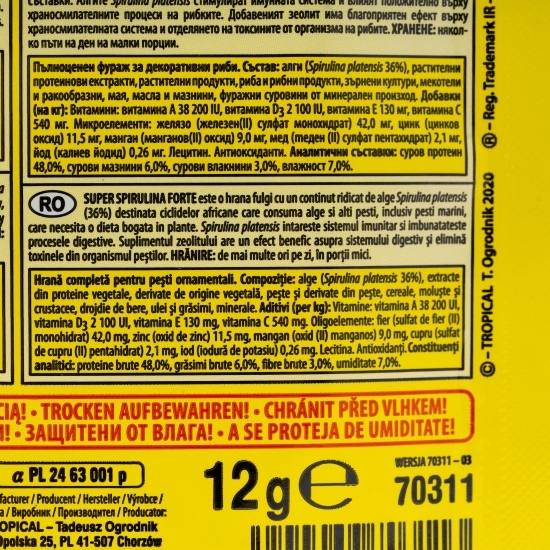 съставки. Алгите Spirulina platensis стимулират имунната система и влияят положително върху
храносмилателните процеси на рибките. Добавеният зеолит има благоприятен ефект върху
храносмилателната система и отделянето на токсините от организма на рибите. ХРАНЕНЕ: някол-
ко пъти на ден на малки порции.
Пълноценен фураж за декоративни риби. Състав: алги (Spirulina platensis 36%), растителни
протеинови екстракти, растителни продукти, риба и рибни продукти, зърнени култури, мекотели
и ракообразни, мая, масла и мазнини, фуражни суровини от минерален произход. Добавки
(на кг): Витамини: витамина A 38 200 IU, витамина D3 2 100 IU, витамин E 130 мг, витамина C
540 мг. Микроелементи: желязо (железен(II) сулфат монохидрат) 42,0 мг, цинк (цинков
оксид) 11,5 мг, манган (манганов(II) оксид) 9,0 мг, мед (меден (II) сулфат пентахидрат) 2,1 мг,
йод (калиев йодид) 0,26 мг. Лецитин. Антиоксиданти. Аналитични съставки: суров протеин
48,0%, сурови мазнини 6,0%, сурови влакнини 3,0%, влажност 7,0%.
RO SUPER SPIRULINA FORTE este o hrana fulgi cu un continut ridicat de alge Spirulina platensis
(36%) destinata ciclidelor africane care consuma alge si alti pesti, inclusiv pesti marini,
care necesita o dieta bogata in plante. Spirulina platensis intareste sistemul imunitar si imbunatateste
procesele digestive. Suplimentul zeolitului are un efect benefic asupra sistemului digestiv și elimină
toxinele din organismul peștilor. HRĂNIRE: de mai multe ori pe zi, în porții mici.
Hrană completă pentru pești ornamentali. Compoziție: alge (Spirulina platensis 36%), extracte
din proteine vegetale, derivate de origine vegetală, pește și derivate din pește, cereale, moluște și
crustacee, drojdie de bere, ulei și grăsimi, minerale. Aditivi (per kg): Vitamine: vitamina A 38 200 UI,
vitamina D3 2 100 UI, vitamina E 130 mg, vitamina C 540 mg. Oligoelemente: fier (sulfat de fier (II)
monohidrat) 42,0 mg, zinc (oxid de zinc) 11,5 mg, mangan (oxid (II) manganos) 9,0 mg, cupru (sulfat
de cupru (II) pentahidrat) 2,1 mg, iod (iodură de potasiu) 0,26 mg. Lecitina. Antioxidanți. Constituenți
analitici: proteine brute 48,0%, grăsimi brute 6,0%, fibre brute 3,0%, umiditate 7,0%.
© – TROPICAL T. Ogrodnik 2020 ® – Reg. Trademark IR –
CIĄ! • TROCKEN AUFBEWAHREN! • CHRÁNIT PŘED VLHKEM!
! • ЗАЩИТЕНИ ОТ ВЛАГА! • A SE PROTEJA DE UMIDITATE!
α PL 24 63 001 p
12 g e
WERSJA 70311 – 03
70311
facturer / Producent / Hersteller / Výrobce /
a / Виробник / Производител / Producator:
OPICAL – Tadeusz Ogrodnik
Opolska 25, PL 41-507 Chorzów